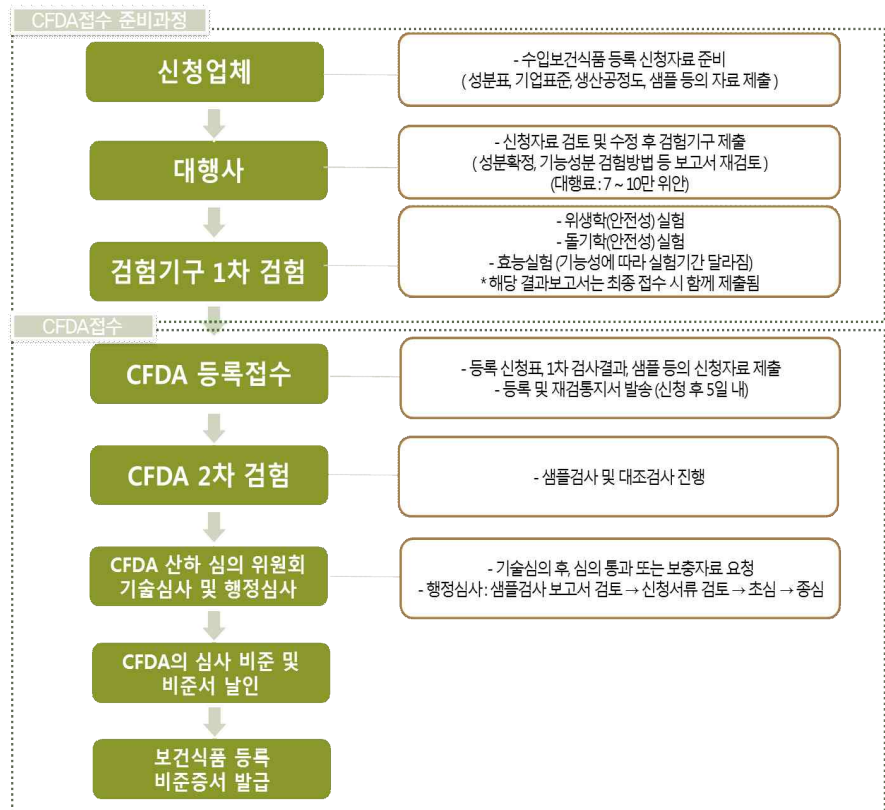 CFDA접수 준비과정
신청업체
- 수입보건식품 등록 신청자료 준비
( 성분표, 기업표준, 생산공정도, 샘플 등의 자료 제출 )
대행사
- 신청자료 검토 및 수정 후 검험기구 제출
( 성분확정, 기능성분 검험방법 등 보고서 재검토 )
(대행료 : 7 ~ 10만 위안)
검험기구 1차 검험
- 위생학(안전성) 실험
- 돌기학(안전성) 실험
- 효능실험 (기능성에 따라 실험기간 달라짐)
* 해당 결과보고서는 최종 접수 시 함께 제출됨
CFDA접수
CFDA 등록접수
- 등록 신청표, 1차 검사결과, 샘플 등의 신청자료 제출
- 등록 및 재검통지서 발송 (신청 후 5일 내)
CFDA 2차 검험
- 샘플검사 및 대조검사 진행
CFDA 산하 심의 위원회
기술심사 및 행정심사
- 기술심의 후, 심의 통과 또는 보충자료 요청
- 행정심사 : 샘플검사 보고서 검토 → 신청서류 검토 → 초심 → 종심
CFDA의 심사 비준 및
비준서 날인
보건식품 등록
비준증서 발급